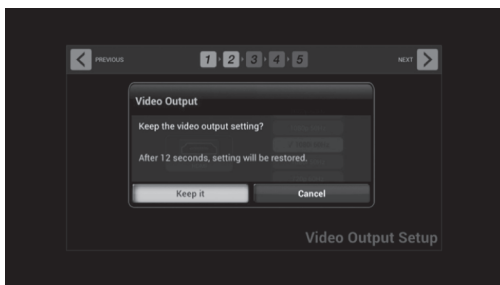 PREVIOUS 1 2 3 4 5 NEXT
Video Output
Keep the video output setting?
After 12 seconds, setting will be restored.
Keep it Cancel
Video Output Setup